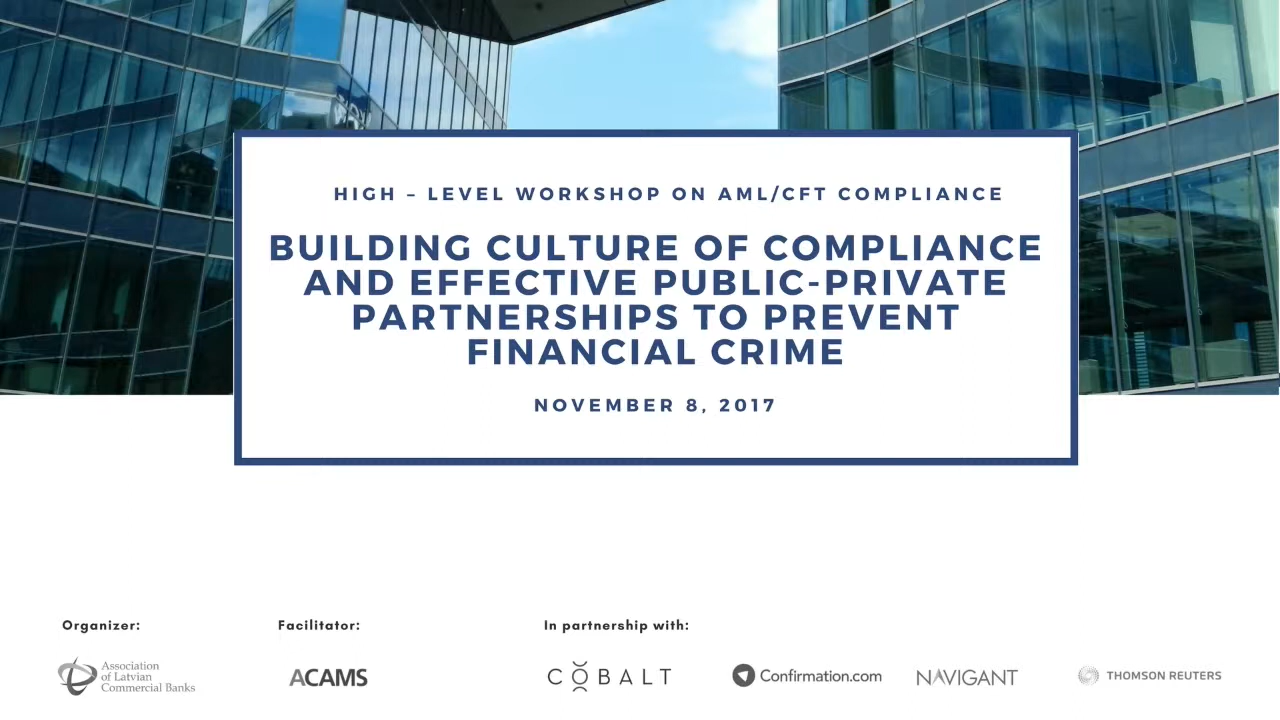 HIGH – LEVEL WORKSHOP ON AML/CFT COMPLIANCE
BUILDING CULTURE OF COMPLIANCE
AND EFFECTIVE PUBLIC-PRIVATE
PARTNERSHIPS TO PREVENT
FINANCIAL CRIME
NOVEMBER 8, 2017
Organizer:
Facilitator:
In partnership with:
Association
of Latvian
Commercial Banks
ACAMS
COBALT
Confirmation.com
NAVIGANT
THOMSON REUTERS